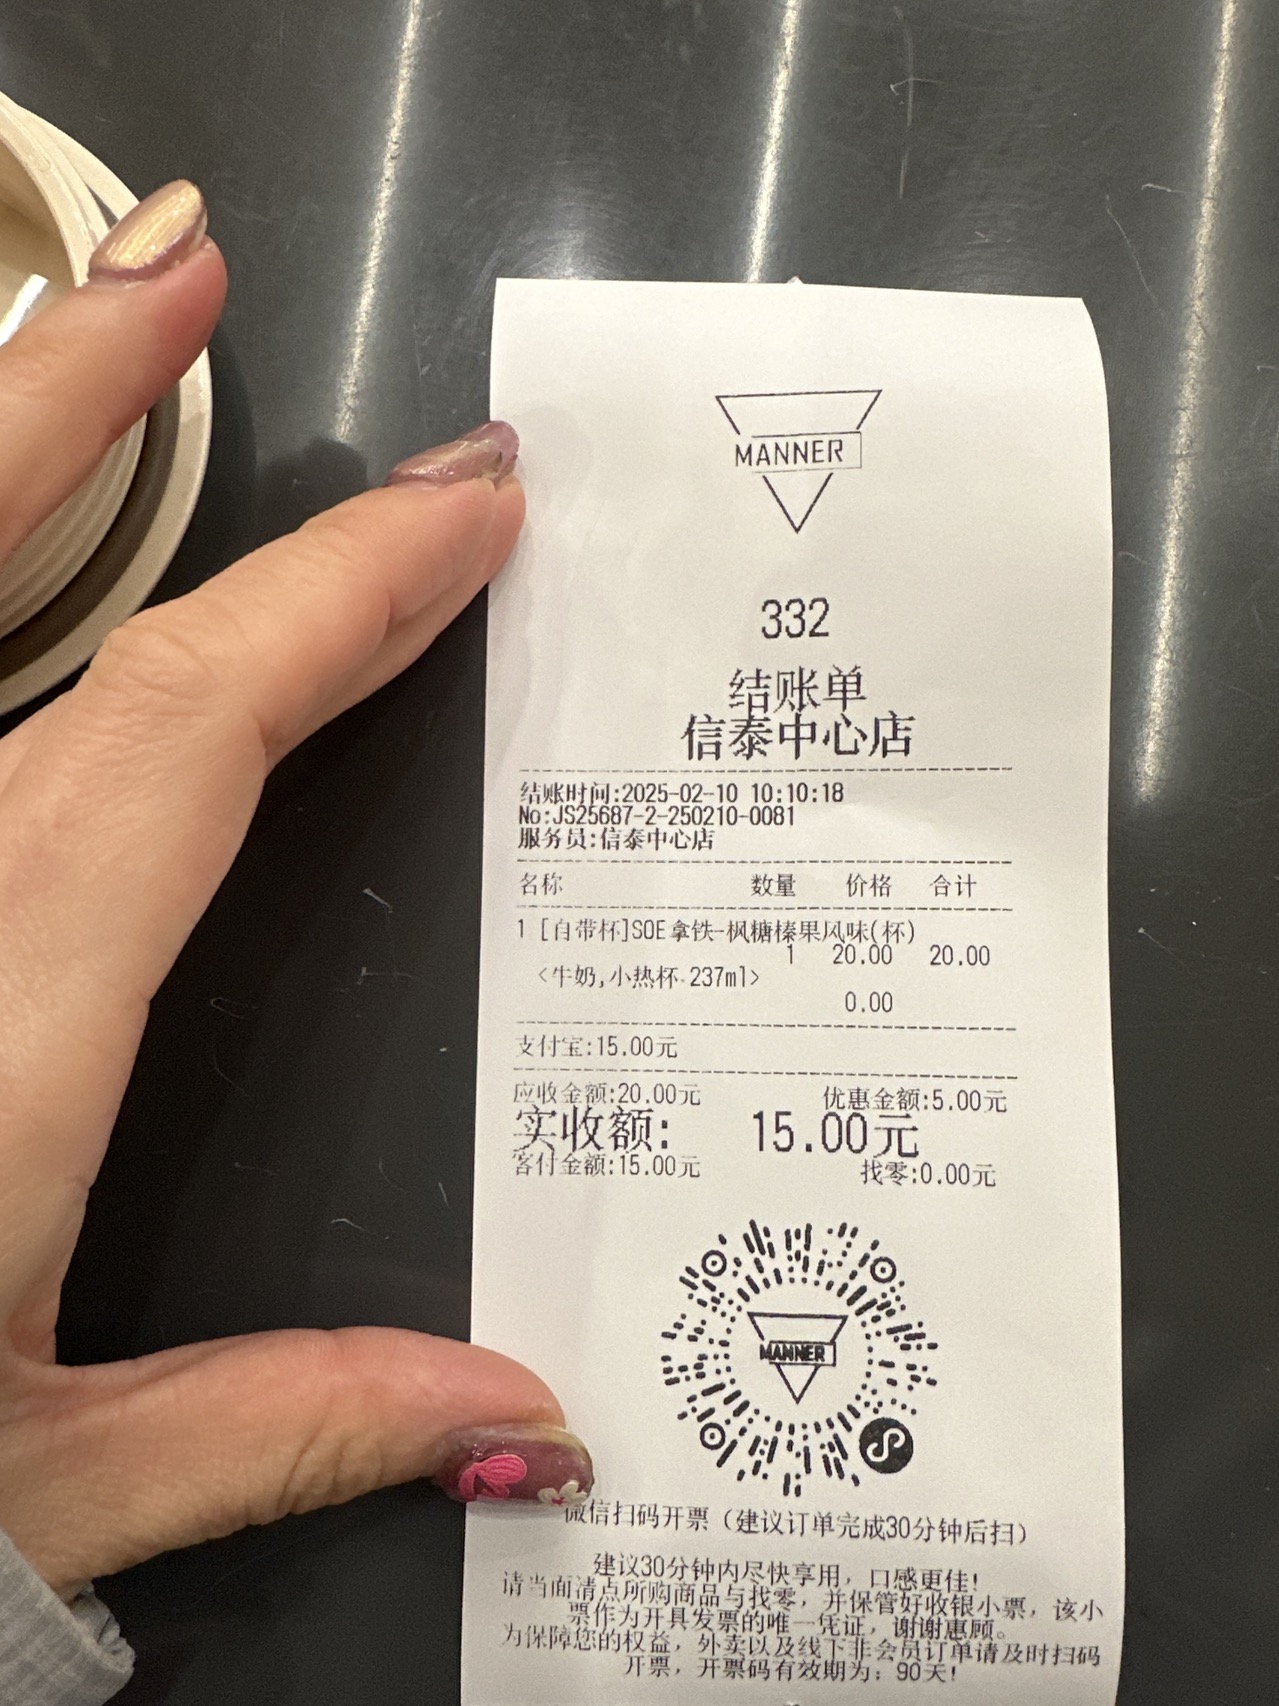 MANNER
332
结账单
信泰中心店
结账时间:2025-02-10 10:10:18
No:JS25687-2-250210-0081
服务员:信泰中心店
名称 数量 价格 合计
1 [自带杯]SOE拿铁-枫糖榛果风味(杯)
1 20.00 20.00
<牛奶,小热杯-237ml>
0.00
支付宝:15.00元
应收金额:20.00元 优惠金额:5.00元
实收额: 15.00元
客付金额:15.00元 找零:0.00元
MANNER
微信扫码开票（建议订单完成30分钟后扫）
建议30分钟内尽快享用，口感更佳!
请当面清点所购商品与找零，并保管好收银小票，该小
票作为开具发票的唯一凭证，谢谢惠顾。
为保障您的权益，外卖以及线下非会员订单请及时扫码
开票，开票码有效期为：90天!